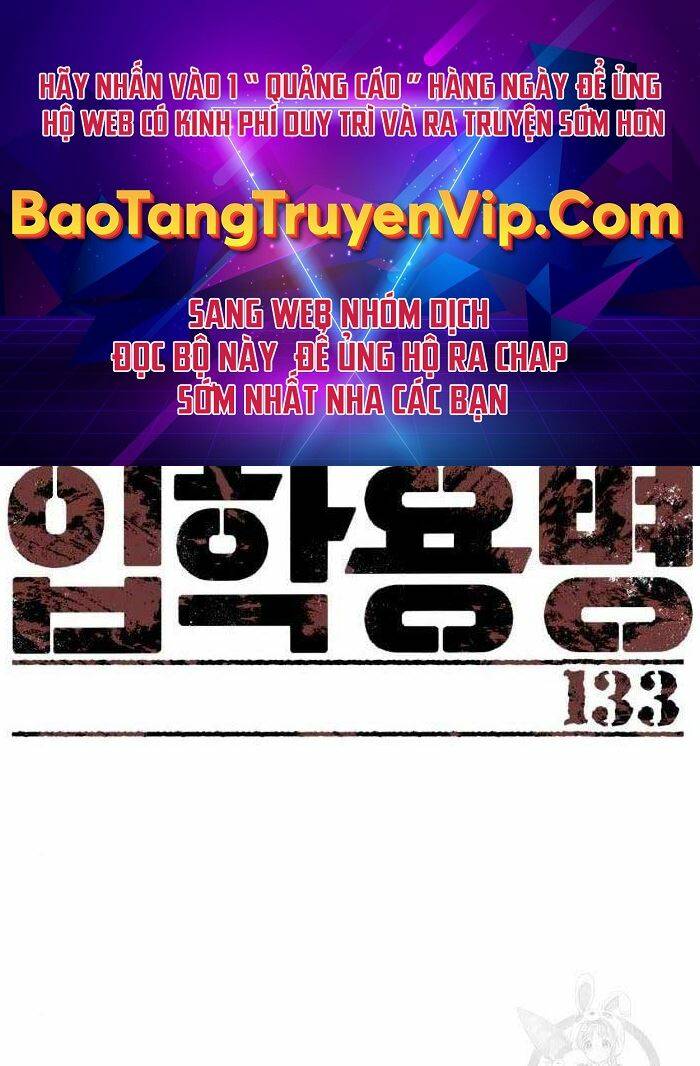 HÃY NHẤN VÀO 1 “ QUẢNG CÁO ” HÀNG NGÀY ĐỂ ỦNG
HỘ WEB CÓ KINH PHÍ DUY TRÌ VÀ RA TRUYỆN SỚM HƠN
BaoTangTruyenVip.Com
SANG WEB NHÓM DỊCH
ĐỌC BỘ NÀY ĐỂ ỦNG HỘ RA CHAP
SỚM NHẤT NHA CÁC BẠN
입학용병
133